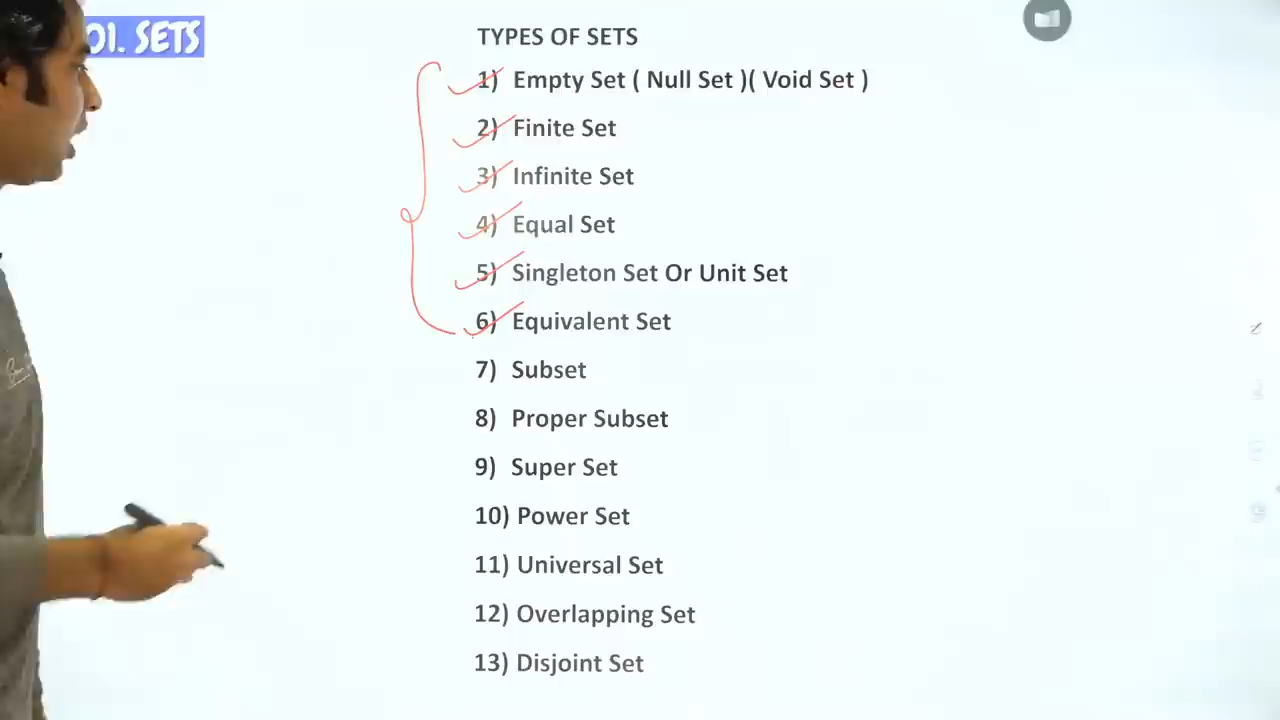 01. SETS
TYPES OF SETS
1) Empty Set ( Null Set )( Void Set )
2) Finite Set
3) Infinite Set
4) Equal Set
5) Singleton Set Or Unit Set
6) Equivalent Set
7) Subset
8) Proper Subset
9) Super Set
10) Power Set
11) Universal Set
12) Overlapping Set
13) Disjoint Set